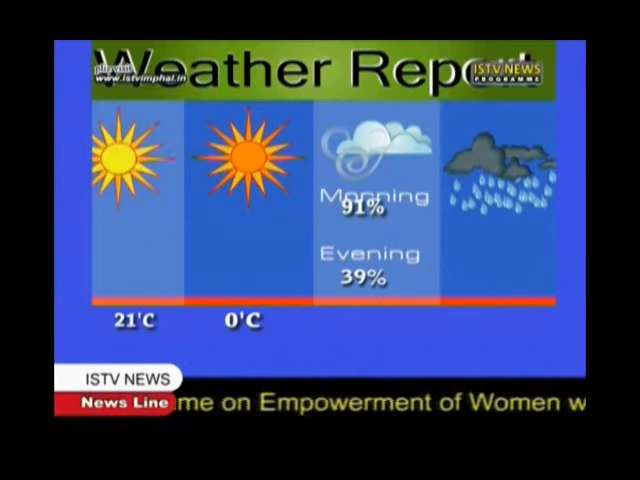 Weather Report
plz visit
www.istvimphal.in
ISTV NEWS
PROGRAMME
Morning
91%
Evening
39%
21'C
0'C
ISTV NEWS
News Line
me on Empowerment of Women w